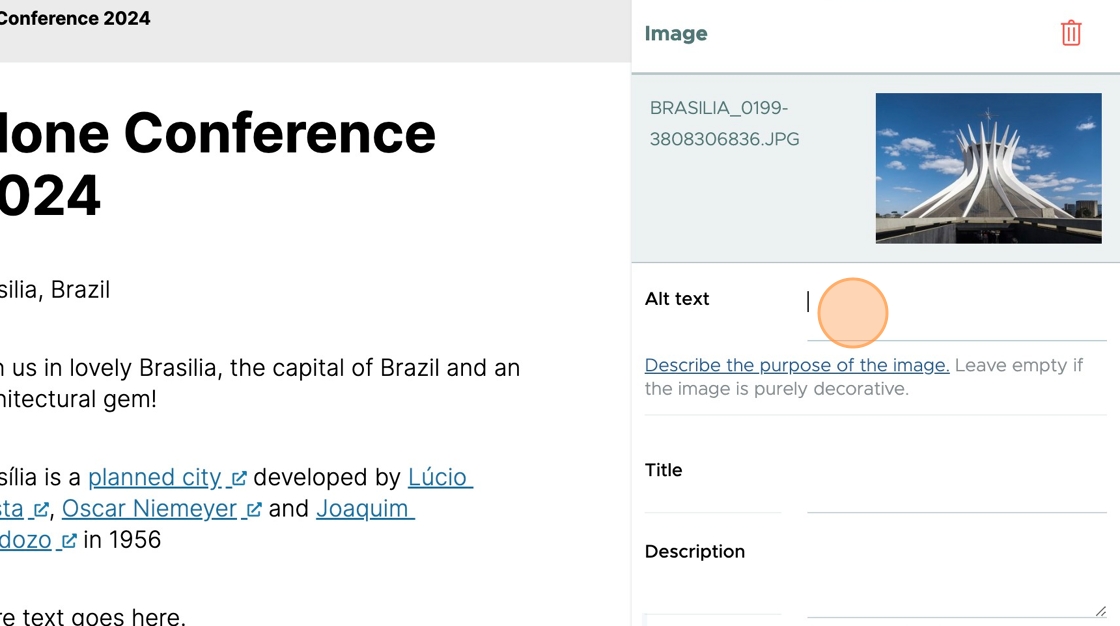 Conference 2024
lone Conference
024
silia, Brazil
n us in lovely Brasilia, the capital of Brazil and an
hitectural gem!
sília is a planned city developed by Lúcio
sta, Oscar Niemeyer and Joaquim
dozo in 1956
re text goes here.
Image
BRASILIA_0199-
3808306836.JPG
Alt text
Describe the purpose of the image. Leave empty if
the image is purely decorative.
Title
Description